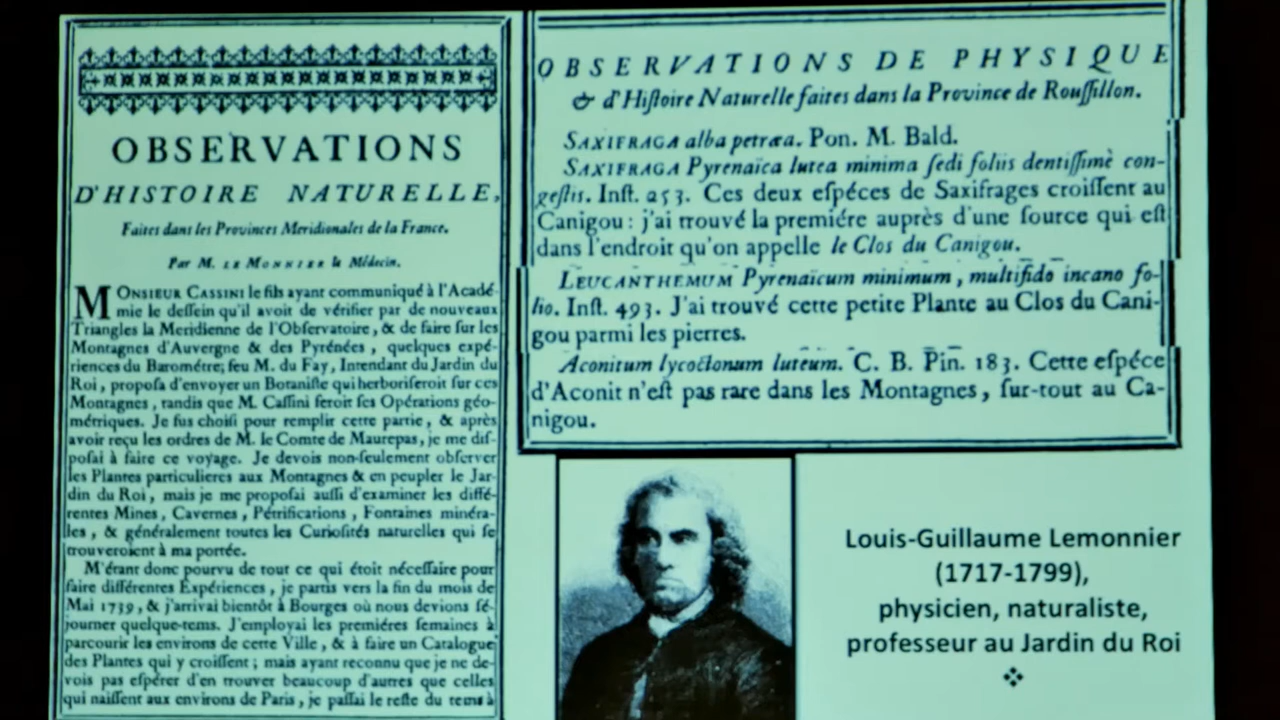 OBSERVATIONS
D'HISTOIRE NATURELLE,
Faites dans les Provinces Meridionales de la France.
Par M. LE MONNIER le Médecin.
MONSIEUR CASSINI le fils ayant communiqué à l'Acadé-
mie le deſſein qu'il avoit de vérifier par de nouveaux
Triangles la Meridienne de l'Obſervatoire, & de faire ſur les
Montagnes d'Auvergne & des Pyrénées, quelques expé-
riences du Barométre; feu M. du Fay, Intendant du Jardin du
Roi, propoſa d'envoyer un Botaniſte qui herboriſeroit ſur ces
Montagnes, tandis que M. Caſſini feroit ſes Opérations géo-
métriques. Je fus choiſi pour remplir cette partie, & après
avoir reçu les ordres de M. le Comte de Maurepas, je me diſ-
poſai à faire ce voyage. Je devois non-ſeulement obſerver
les Plantes particulieres aux Montagnes & en peupler le Jar-
din du Roi, mais je me propoſai auſſi d'examiner les diffé-
rentes Mines, Cavernes, Pétrifications, Fontaines minéra-
les, & généralement toutes les Curioſités naturelles qui ſe
trouveroient à ma portée.
M'étant donc pourvu de tout ce qui étoit néceſſaire pour
faire différentes Expériences, je partis vers la fin du mois de
Mai 1739, & j'arrivai bientôt à Bourges où nous devions ſé-
journer quelque-tems. J'employai les premiéres ſemaines à
parcourir les environs de cette Ville, & à faire un Catalogue
des Plantes qui y croiſſent; mais ayant reconnu que je ne de-
vois pas eſpérer d'en trouver beaucoup d'autres que celles
qui naiſſent aux environs de Paris, je paſſai le reſte du tems à
OBSERVATIONS DE PHYSIQUE
& d'Hiſtoire Naturelle faites dans la Province de Rouſſillon.
SAXIFRAGA alba petræa. Pon. M. Bald.
SAXIFRAGA Pyrenaïca lutea minima ſedi foliis dentiſſimè con-
geſtis. Inſt. 253. Ces deux eſpéces de Saxifrages croiſſent au
Canigou: j'ai trouvé la premiére auprès d'une ſource qui eſt
dans l'endroit qu'on appelle le Clos du Canigou.
LEUCANTHEMUM Pyrenaïcum minimum, multifido incano fo-
lio. Inſt. 493. J'ai trouvé cette petite Plante au Clos du Cani-
gou parmi les pierres.
Aconitum lycoctonum luteum. C. B. Pin. 183. Cette eſpéce
d'Aconit n'eſt pas rare dans les Montagnes, ſur-tout au Ca-
nigou.
Louis-Guillaume Lemonnier
(1717-1799),
physicien, naturaliste,
professeur au Jardin du Roi